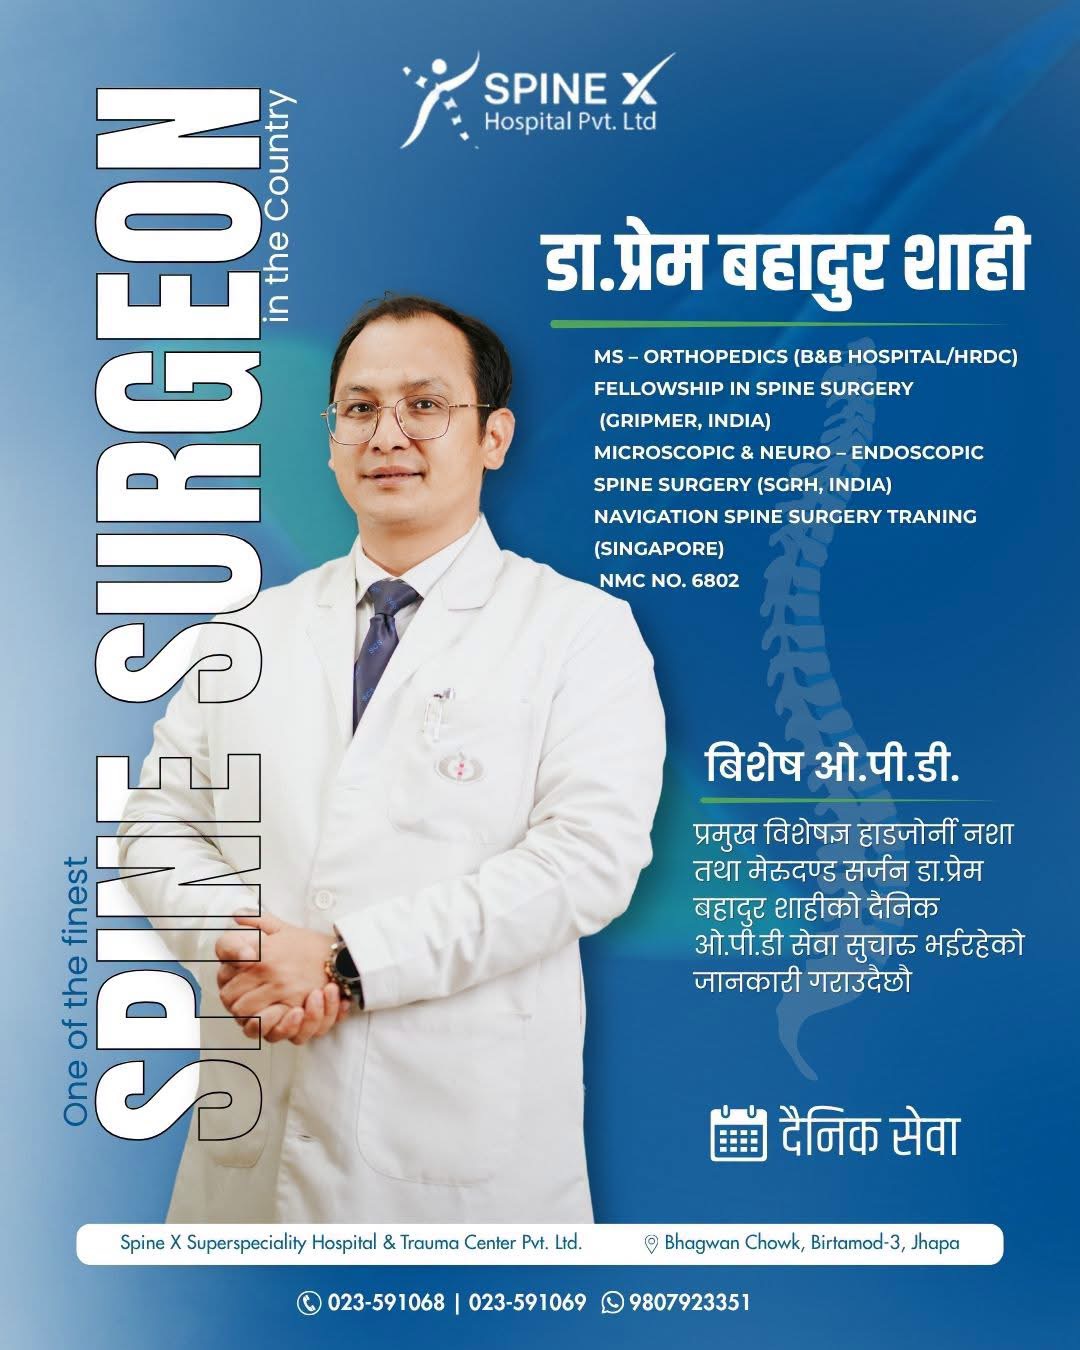 SPINE X
Hospital Pvt. Ltd
One of the finest
SPINE SURGEON
in the Country
डा.प्रेम बहादुर शाही
MS – ORTHOPEDICS (B&B HOSPITAL/HRDC)
FELLOWSHIP IN SPINE SURGERY
(GRIPMER, INDIA)
MICROSCOPIC & NEURO – ENDOSCOPIC
SPINE SURGERY (SGRH, INDIA)
NAVIGATION SPINE SURGERY TRANING
(SINGAPORE)
NMC NO. 6802
बिशेष ओ.पी.डी.
प्रमुख विशेषज्ञ हाडजोर्नी नशा
तथा मेरुदण्ड सर्जन डा.प्रेम
बहादुर शाहीको दैनिक
ओ.पी.डी सेवा सुचारु भईरहेको
जानकारी गराउदैछौ
दैनिक सेवा
Spine X Superspeciality Hospital & Trauma Center Pvt. Ltd. Bhagwan Chowk, Birtamod-3, Jhapa
023-591068 | 023-591069 9807923351